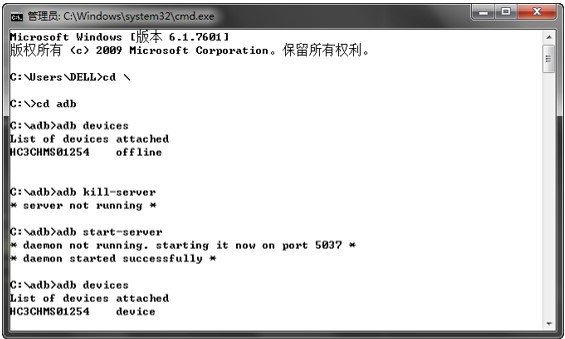 管理员: C:\Windows\system32\cmd.exe
Microsoft Windows [版本 6.1.7601]
版权所有 (c) 2009 Microsoft Corporation。保留所有权利。
C:\Users\DELL>cd \
C:\>cd adb
C:\adb>adb devices
List of devices attached
HC3CHMS01254    offline
C:\adb>adb kill-server
* server not running *
C:\adb>adb start-server
* daemon not running. starting it now on port 5037 *
* daemon started successfully *
C:\adb>adb devices
List of devices attached
HC3CHMS01254    device